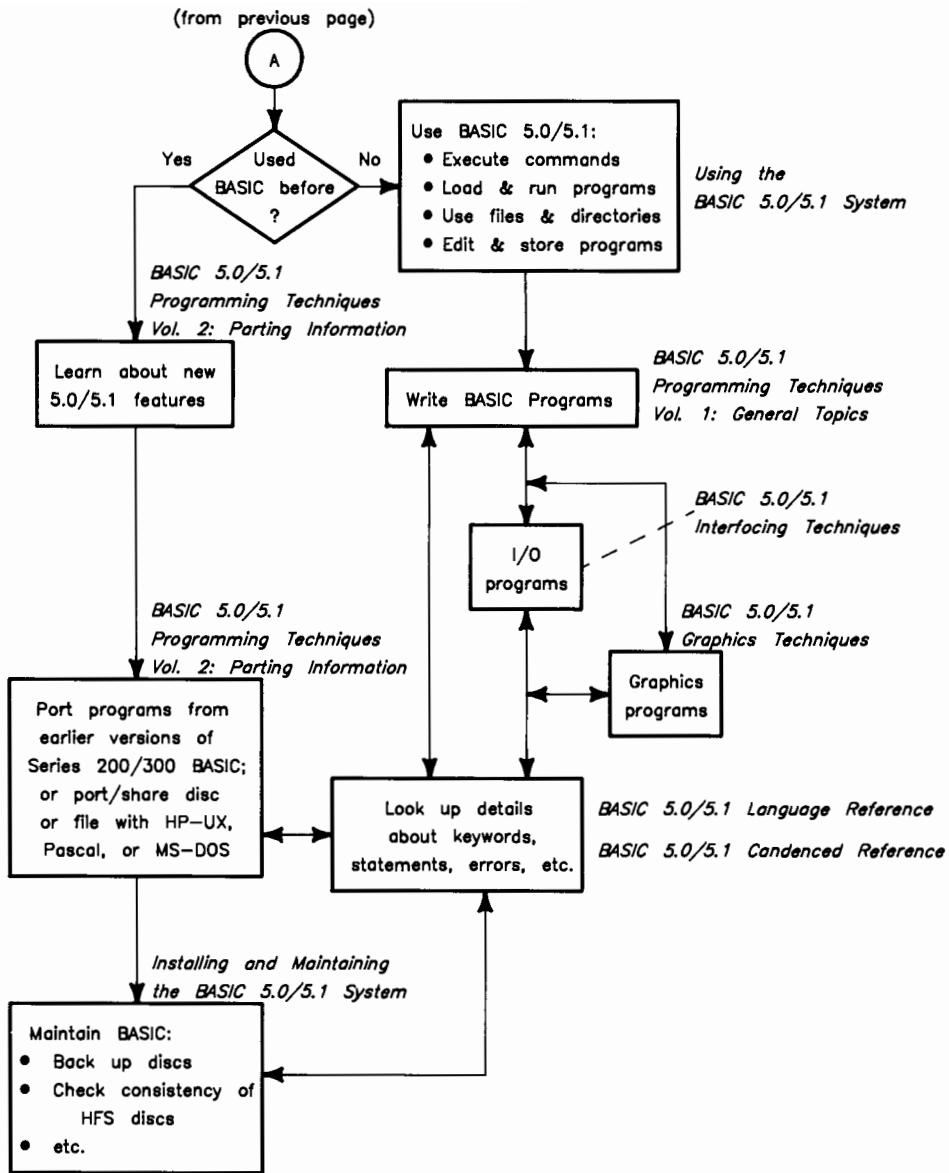 (from previous page)
A
Used
BASIC before
?
Yes
No
Use BASIC 5.0/5.1:
• Execute commands
• Load & run programs
• Use files & directories
• Edit & store programs
Using the
BASIC 5.0/5.1 System
BASIC 5.0/5.1
Programming Techniques
Vol. 2: Parting Information
Learn about new
5.0/5.1 features
Write BASIC Programs
BASIC 5.0/5.1
Programming Techniques
Vol. 1: General Topics
I/O
programs
BASIC 5.0/5.1
Interfocing Techniques
BASIC 5.0/5.1
Graphics Techniques
Graphics
programs
BASIC 5.0/5.1
Programming Techniques
Vol. 2: Parting Information
Port programs from
earlier versions of
Series 200/300 BASIC;
or port/share disc
or file with HP-UX,
Pascal, or MS-DOS
Look up details
about keywords,
statements, errors, etc.
BASIC 5.0/5.1 Language Reference
BASIC 5.0/5.1 Candenced Reference
Installing and Maintaining
the BASIC 5.0/5.1 System
Maintain BASIC:
• Back up discs
• Check consistency of
HFS discs
• etc.